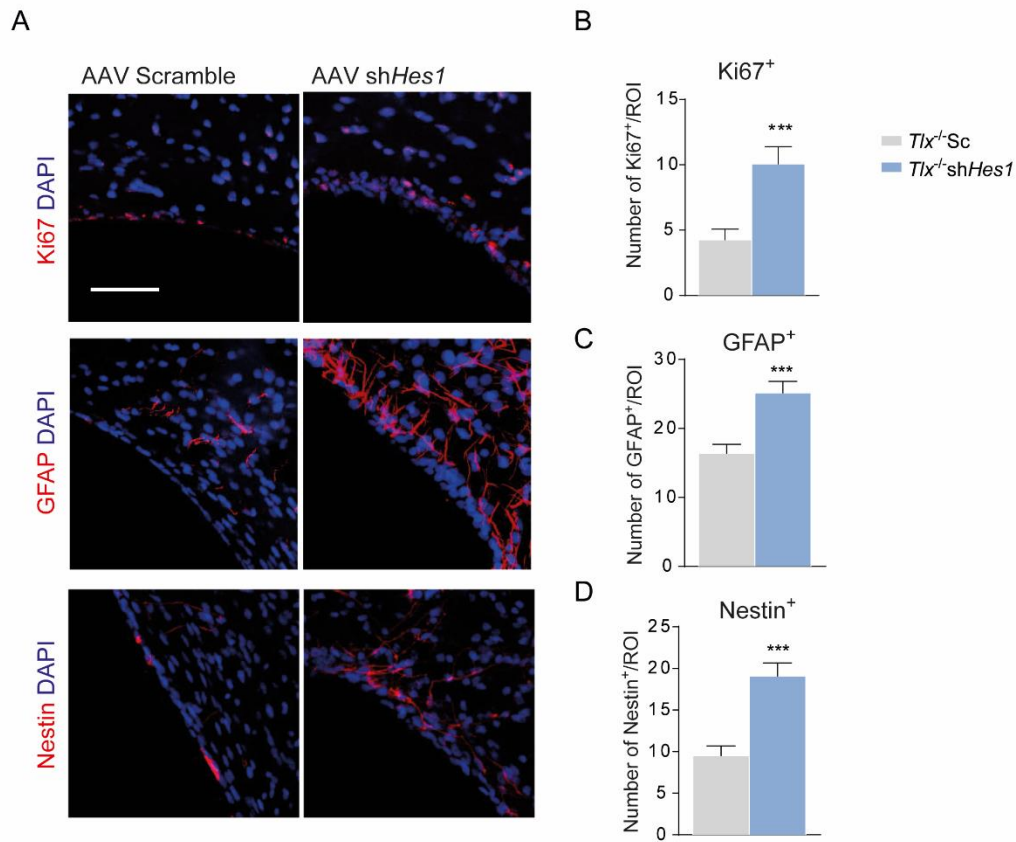 A
AAV Scramble
AAV shHes1
Ki67 DAPI
GFAP DAPI
Nestin DAPI
B
Ki67⁺
Number of Ki67⁺/ROI
15
10
5
0
***
Tlx⁻/⁻Sc
Tlx⁻/⁻shHes1
C
GFAP⁺
Number of GFAP⁺/ROI
30
20
10
0
***
D
Nestin⁺
Number of Nestin⁺/ROI
25
20
15
10
5
0
***